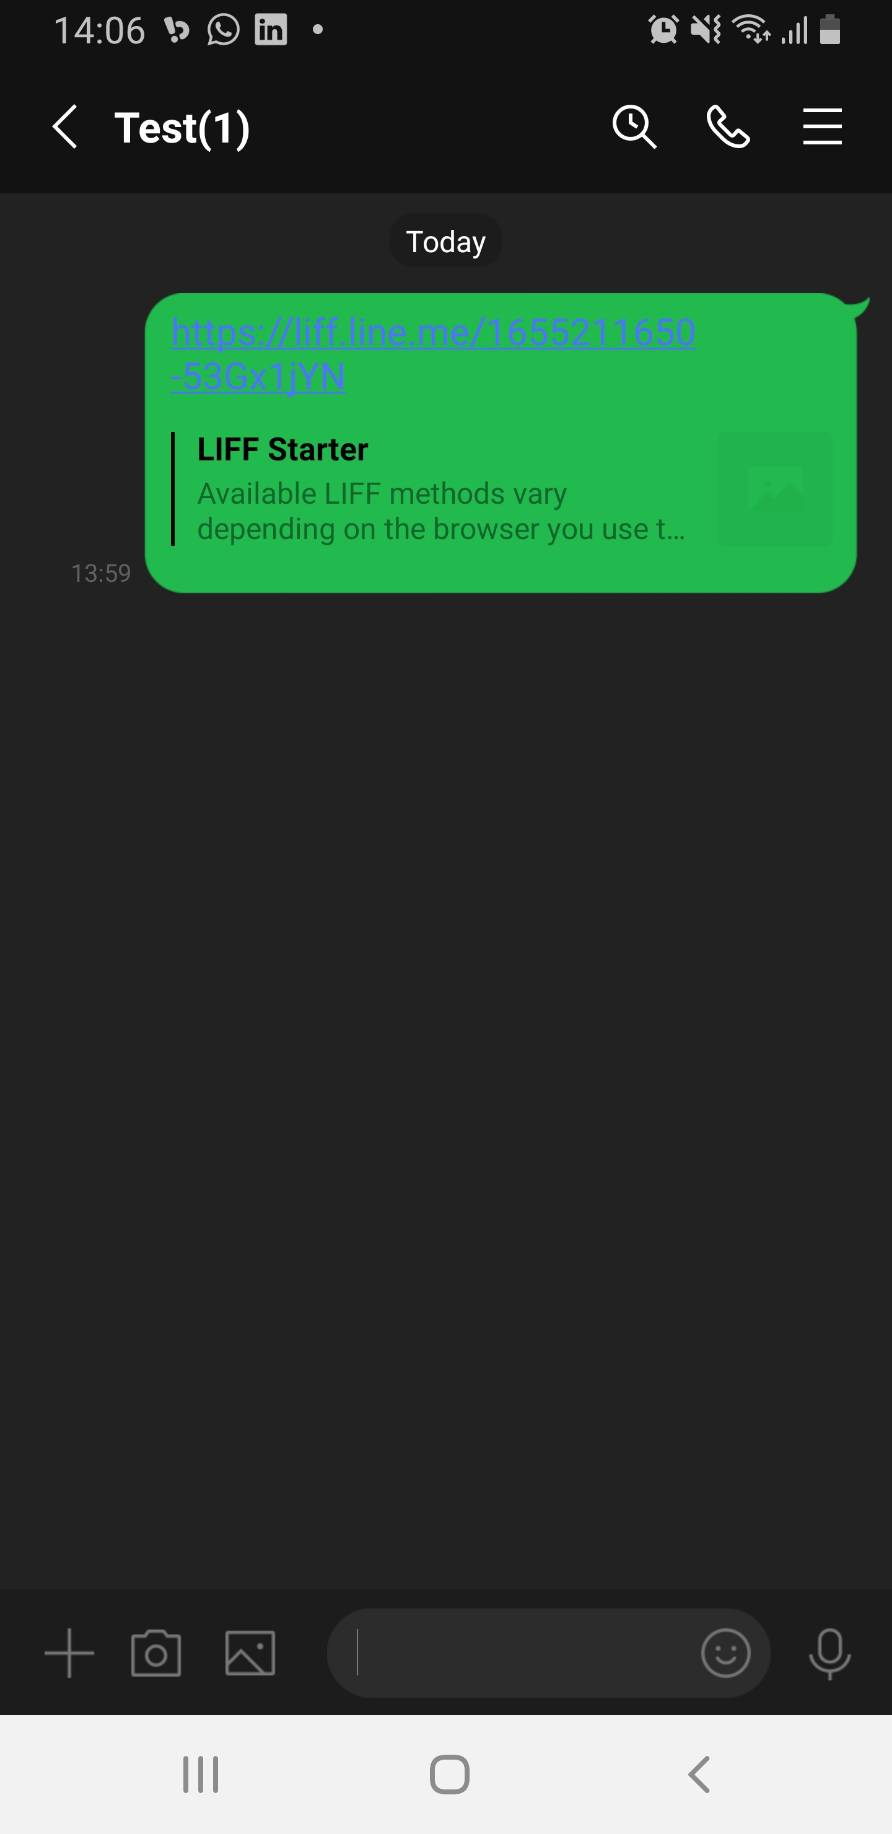 14:06
Test(1)
Today
https://liff.line.me/1655211650
-53Gx1jYN
LIFF Starter
Available LIFF methods vary
depending on the browser you use t...
13:59